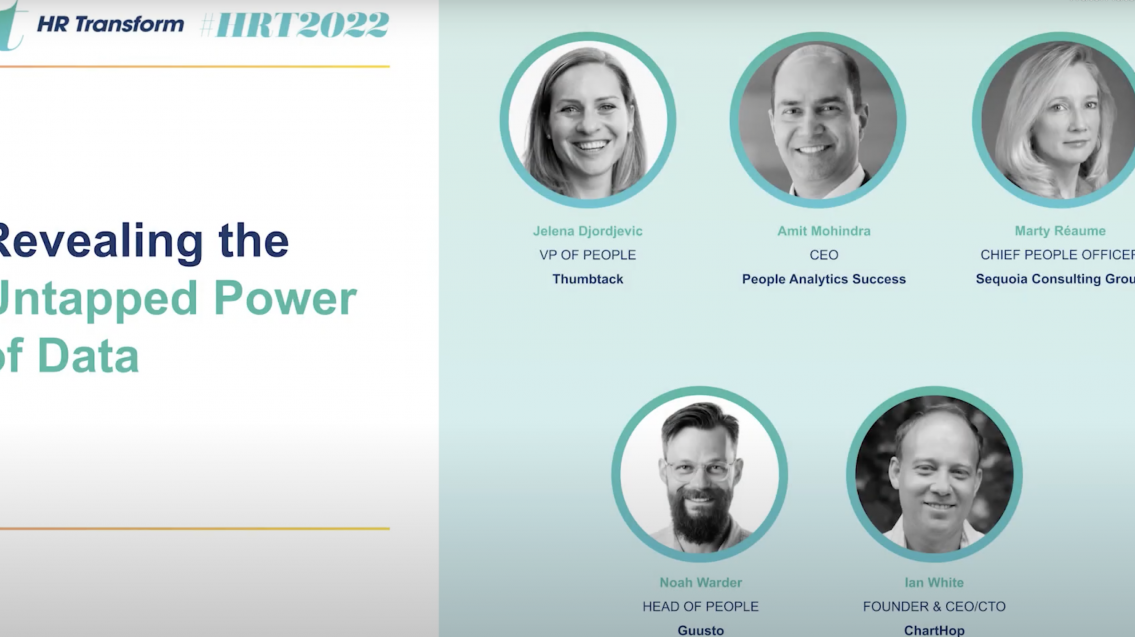 HR Transform #HRT2022
Revealing the
Untapped Power
of Data
Jelena Djordjevic
VP OF PEOPLE
Thumbtack
Amit Mohindra
CEO
People Analytics Success
Marty Réaume
CHIEF PEOPLE OFFICER
Sequoia Consulting Grou
Noah Warder
HEAD OF PEOPLE
Guusto
Ian White
FOUNDER & CEO/CTO
ChartHop